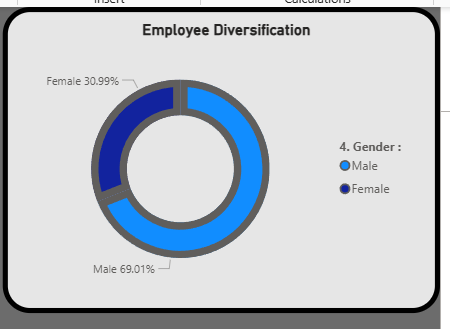 Insert
Calculations
Employee Diversification
Female 30.99%
4. Gender :
Male
Female
Male 69.01%